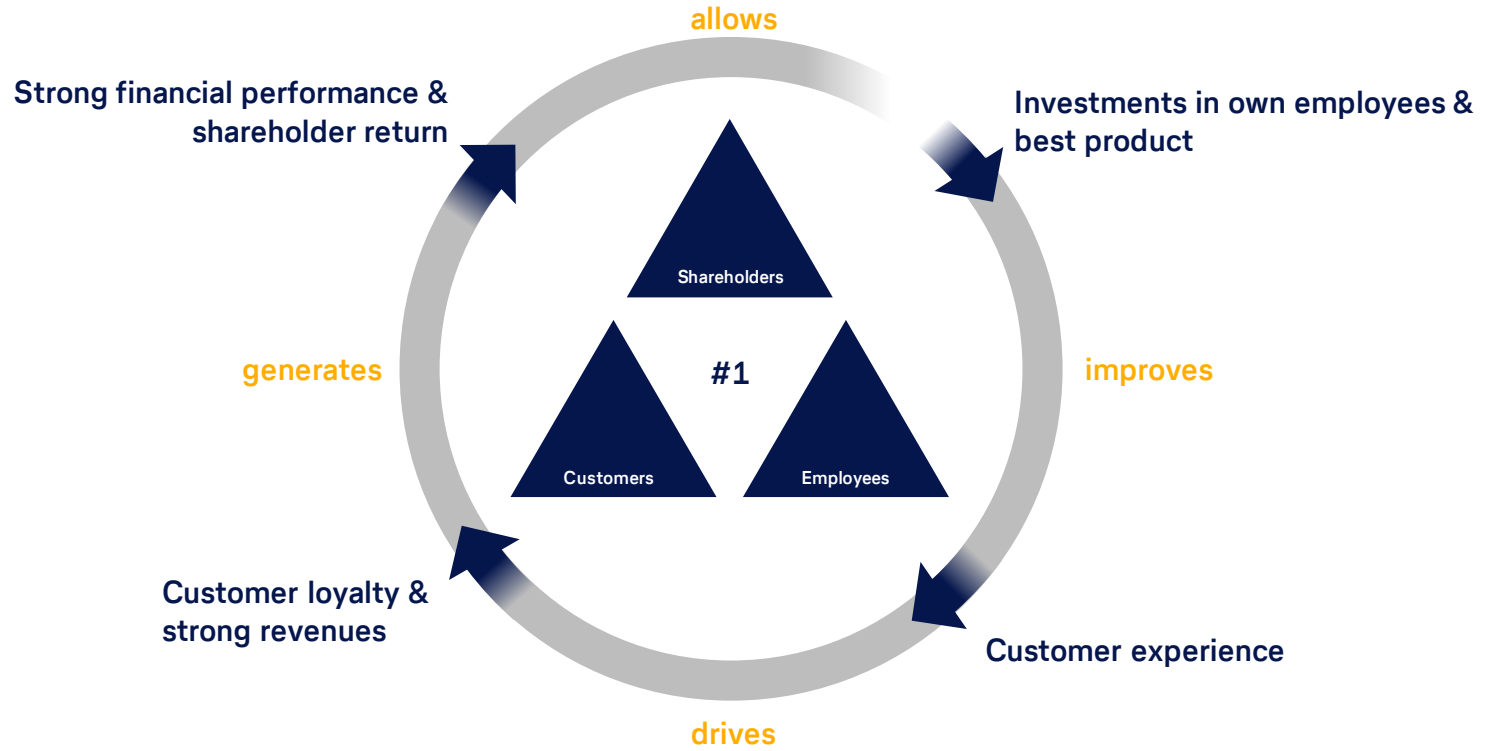 allows
Strong financial performance &
shareholder return
Investments in own employees &
best product
Shareholders
generates
#1
improves
Customers
Employees
Customer loyalty &
strong revenues
Customer experience
drives